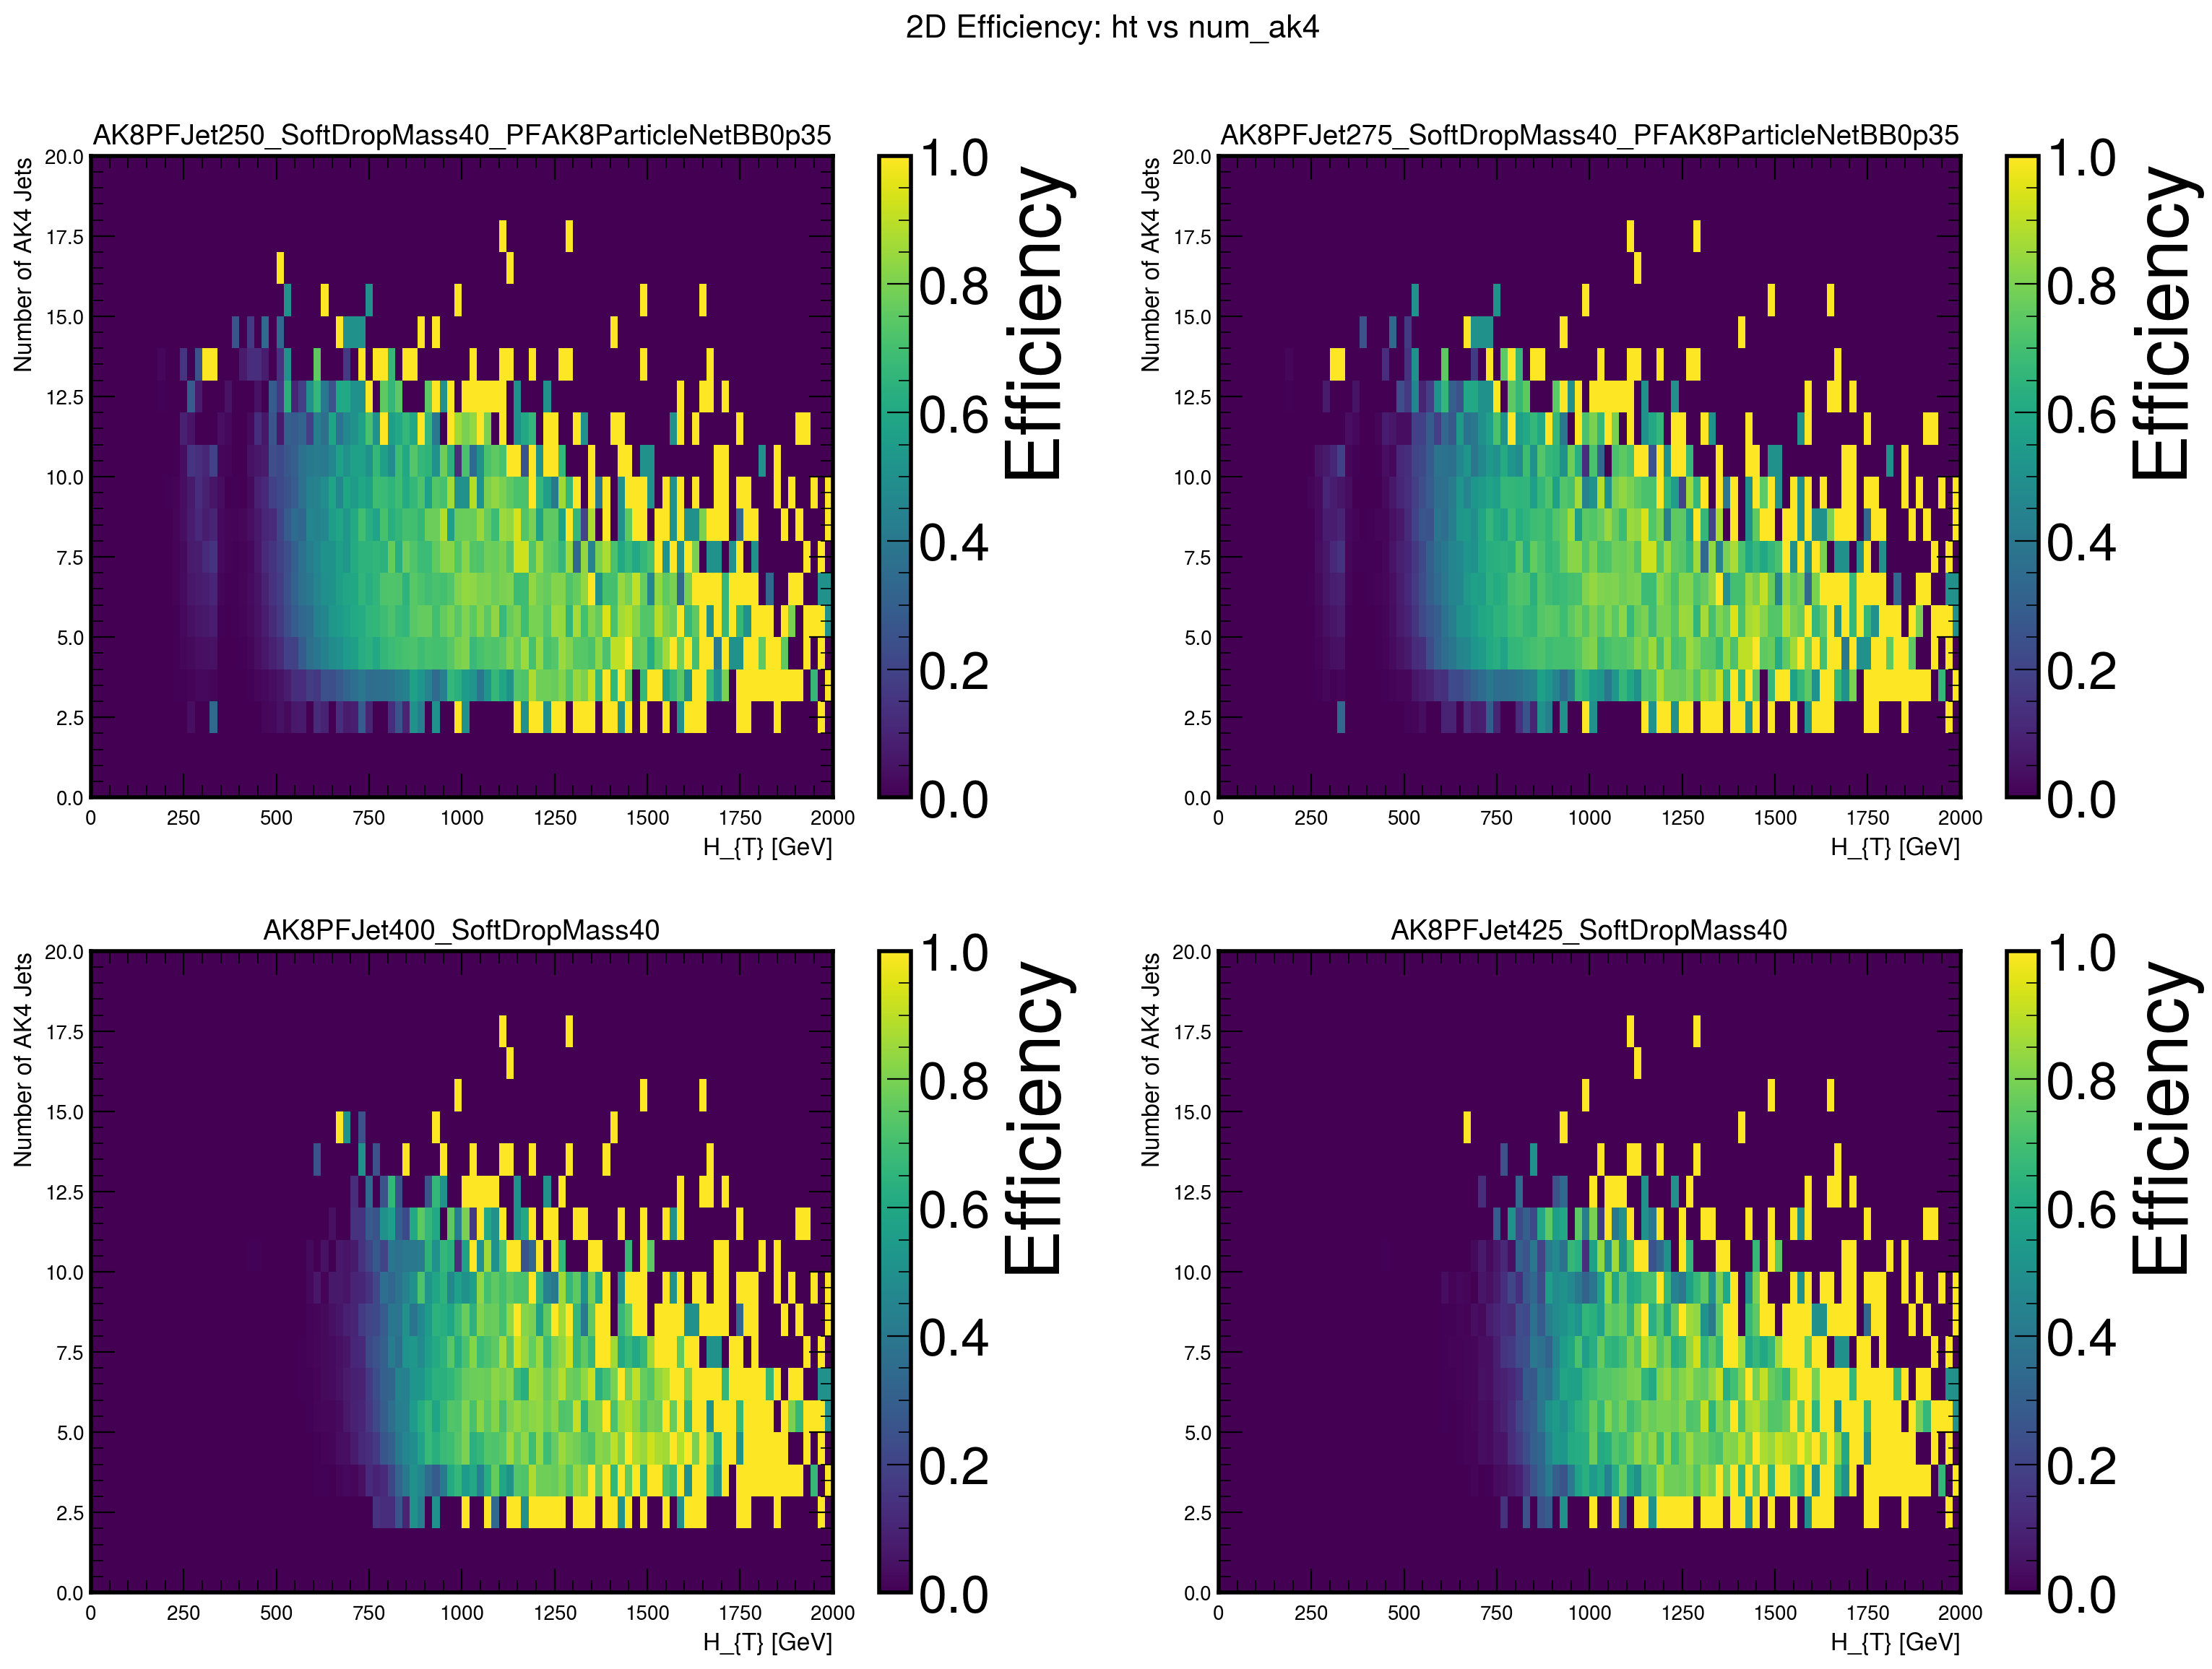 2D Efficiency: ht vs num_ak4
AK8PFJet250_SoftDropMass40_PFAK8ParticleNetBB0p35
Number of AK4 Jets
20.0
17.5
15.0
12.5
10.0
7.5
5.0
2.5
0.0
0 250 500 750 1000 1250 1500 1750 2000
H_{T} [GeV]
1.0
0.8
0.6
0.4
0.2
0.0
Efficiency
AK8PFJet275_SoftDropMass40_PFAK8ParticleNetBB0p35
Number of AK4 Jets
20.0
17.5
15.0
12.5
10.0
7.5
5.0
2.5
0.0
0 250 500 750 1000 1250 1500 1750 2000
H_{T} [GeV]
1.0
0.8
0.6
0.4
0.2
0.0
Efficiency
AK8PFJet400_SoftDropMass40
Number of AK4 Jets
20.0
17.5
15.0
12.5
10.0
7.5
5.0
2.5
0.0
0 250 500 750 1000 1250 1500 1750 2000
H_{T} [GeV]
1.0
0.8
0.6
0.4
0.2
0.0
Efficiency
AK8PFJet425_SoftDropMass40
Number of AK4 Jets
20.0
17.5
15.0
12.5
10.0
7.5
5.0
2.5
0.0
0 250 500 750 1000 1250 1500 1750 2000
H_{T} [GeV]
1.0
0.8
0.6
0.4
0.2
0.0
Efficiency